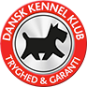 DANSK KENNEL KLUB
TRYGHED & GARANTI